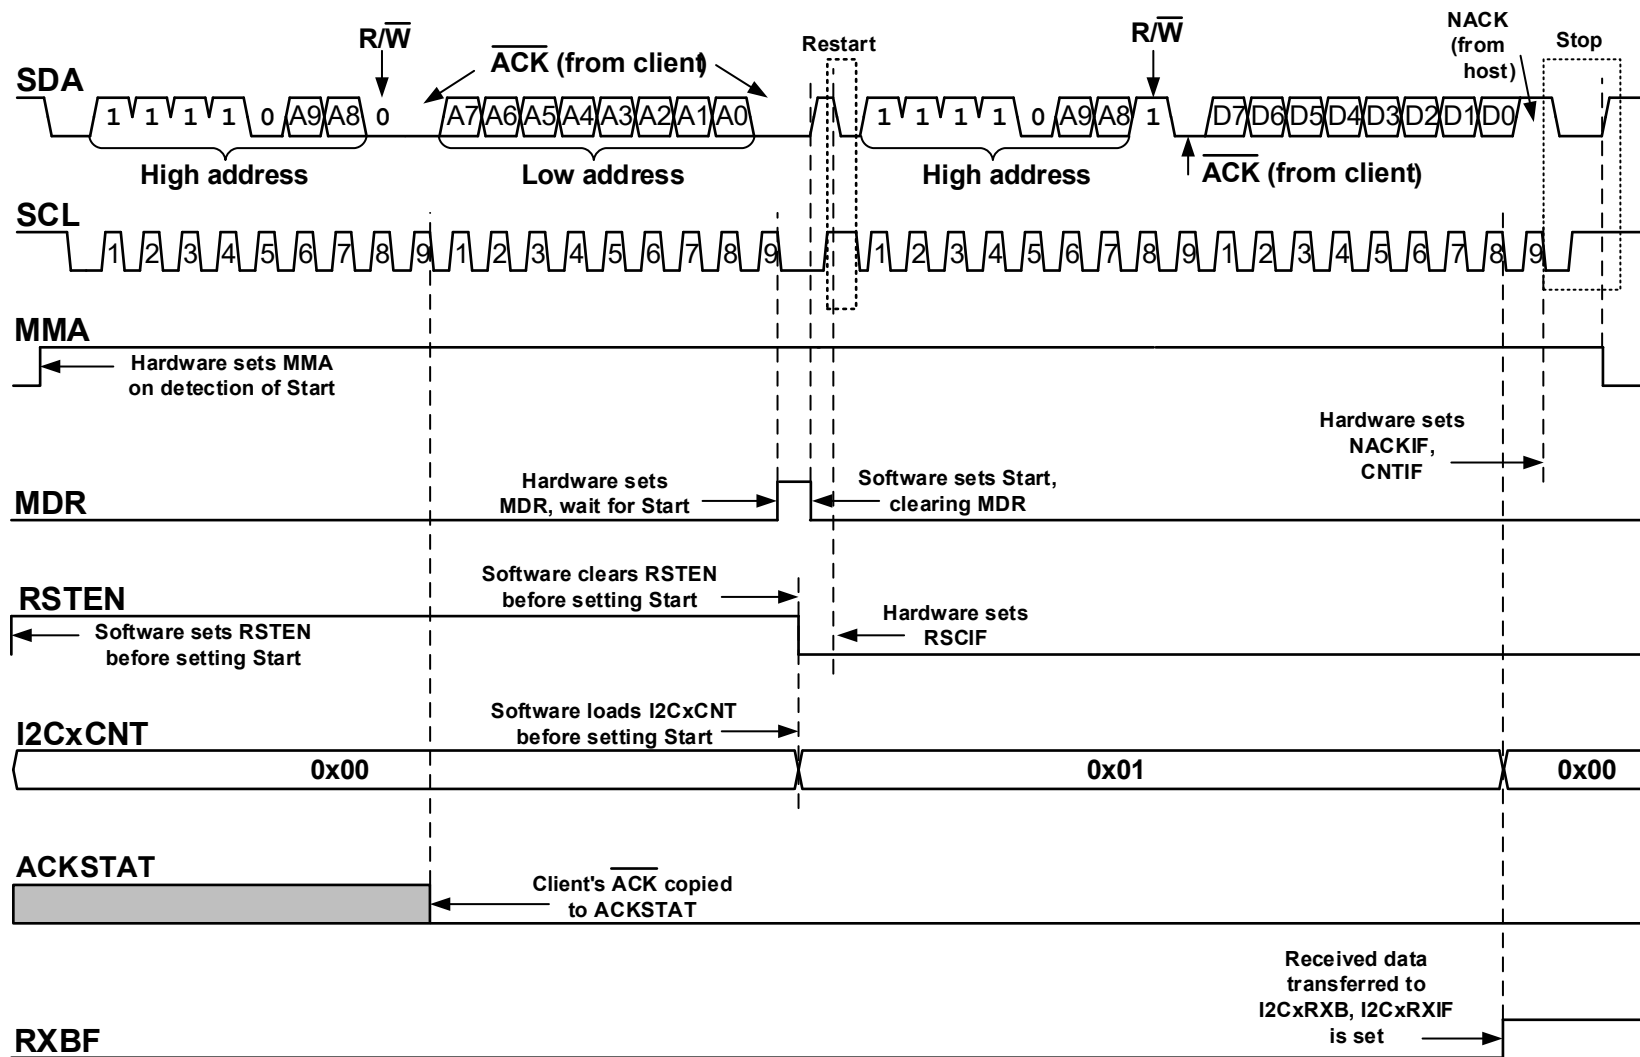 R/W
Restart
R/W
NACK
(from
host)
Stop
ACK (from client)
SDA
1 1 1 1 0 A9 A8 0 A7 A6 A5 A4 A3 A2 A1 A0 1 1 1 1 0 A9 A8 1 D7 D6 D5 D4 D3 D2 D1 D0
High address
Low address
High address
ACK (from client)
SCL
1 2 3 4 5 6 7 8 9 1 2 3 4 5 6 7 8 9 1 2 3 4 5 6 7 8 9 1 2 3 4 5 6 7 8 9
MMA
Hardware sets MMA
on detection of Start
Hardware sets
NACKIF,
CNTIF
MDR
Hardware sets
MDR, wait for Start
Software sets Start,
clearing MDR
RSTEN
Software clears RSTEN
before setting Start
Software sets RSTEN
before setting Start
Hardware sets
RSCIF
I2CxCNT
Software loads I2CxCNT
before setting Start
0x00 0x01 0x00
ACKSTAT
Client's ACK copied
to ACKSTAT
Received data
transferred to
I2CxRXB, I2CxRXIF
is set
RXBF